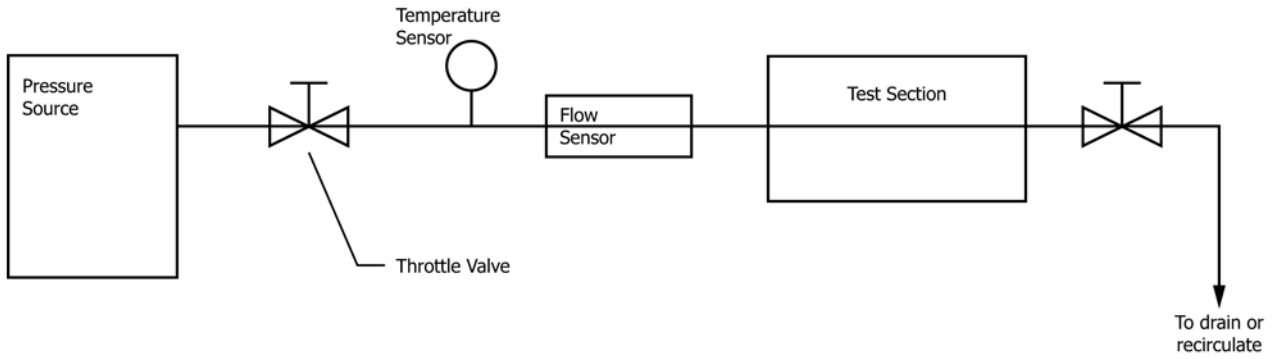 Temperature
Sensor
Pressure
Source
Flow
Sensor
Test Section
Throttle Valve
To drain or
recirculate